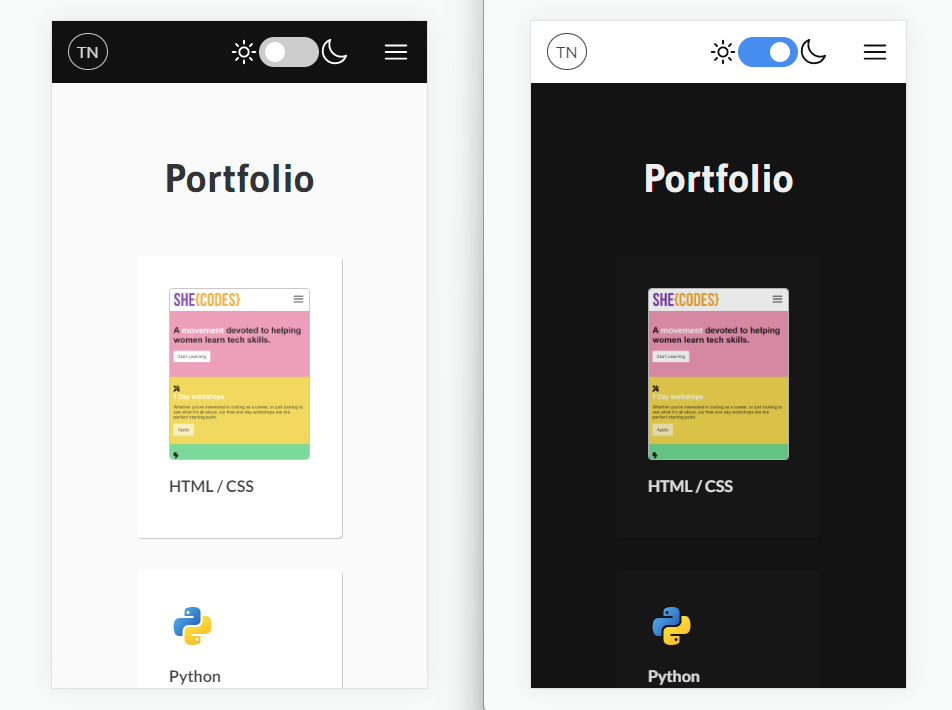 TN
Portfolio
SHE{CODES}
A movement devoted to helping
women learn tech skills.
Start Learning
1 Day workshops
Whether you're interested in coding as a career, or just looking to
see what it's all about, our free one day workshops are the
perfect starting point.
Apply
HTML / CSS
Python
TN
Portfolio
SHE{CODES}
A movement devoted to helping
women learn tech skills.
Start Learning
1 Day workshops
Whether you're interested in coding as a career, or just looking to
see what it's all about, our free one day workshops are the
perfect starting point.
Apply
HTML / CSS
Python